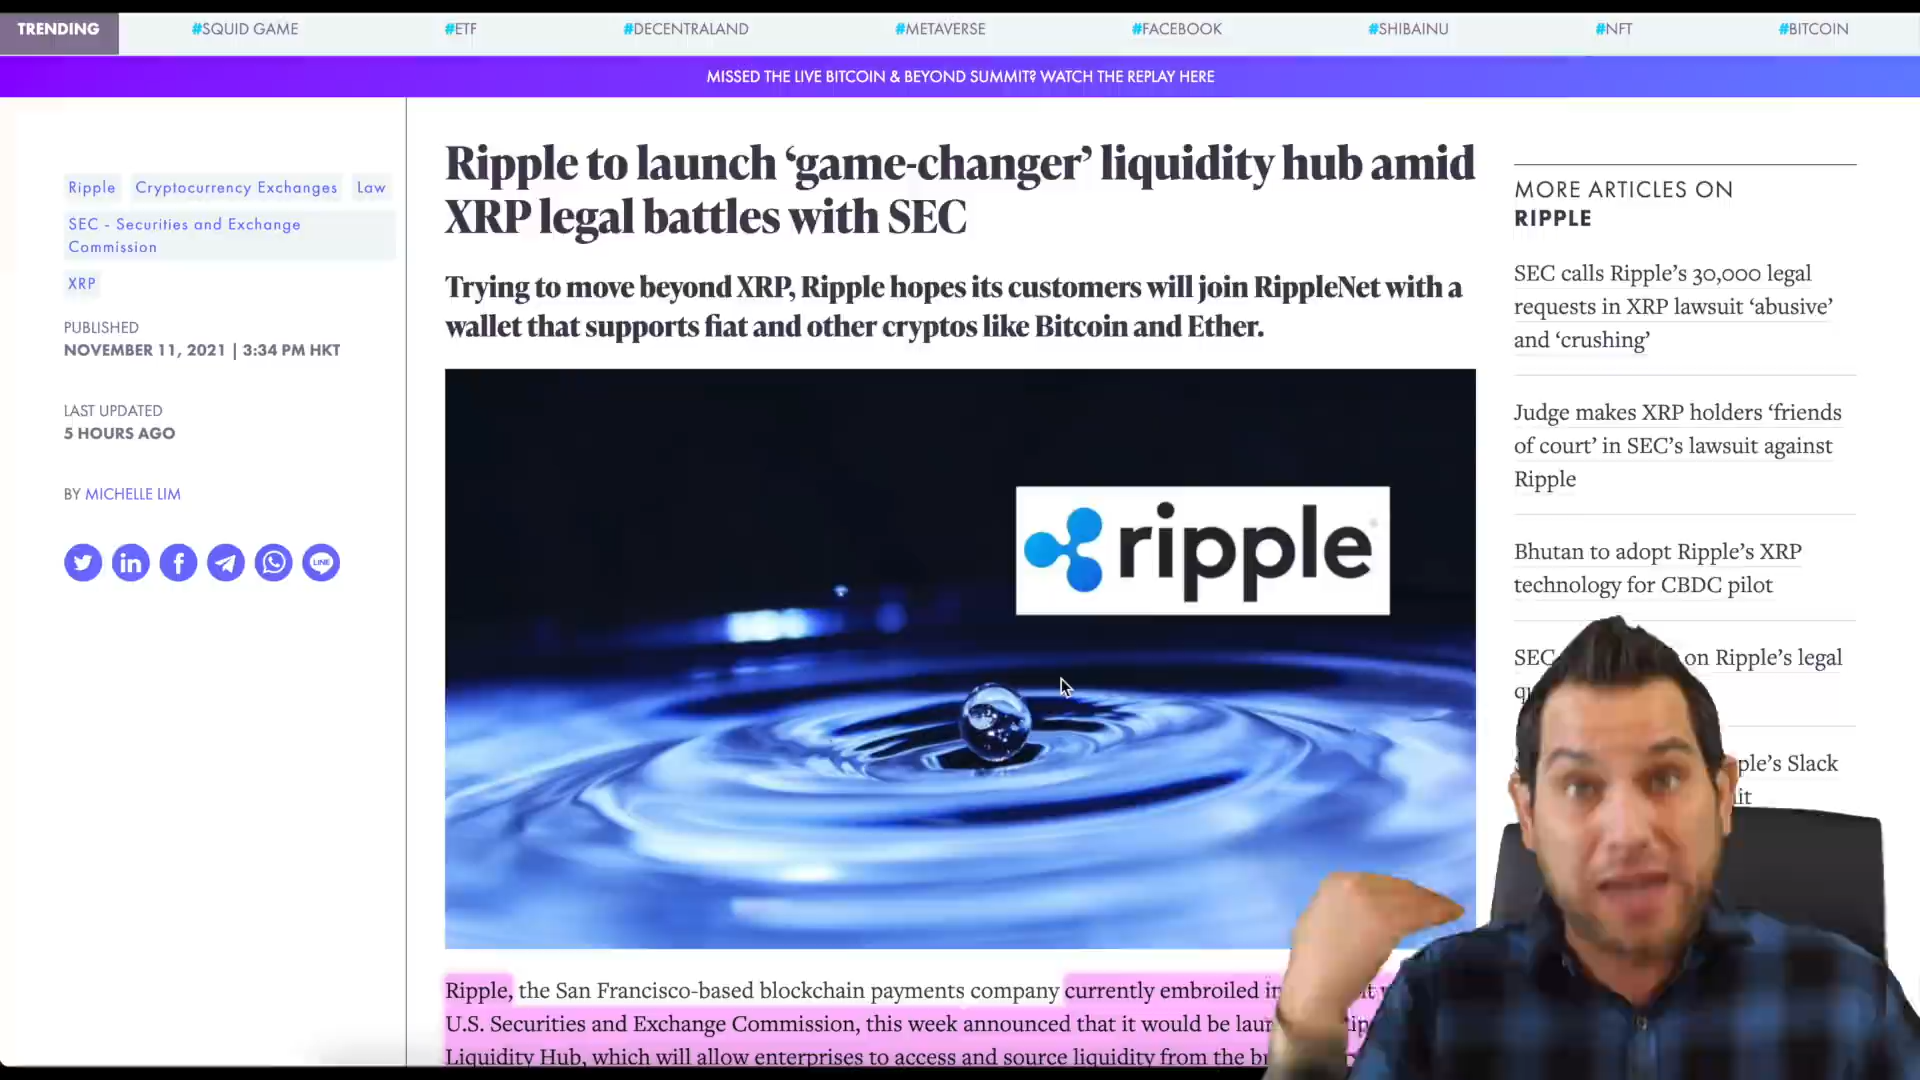 TRENDING
#SQUID GAME
#ETF
#DECENTRALAND
#METAVERSE
#FACEBOOK
#SHIBAINU
#NFT
#BITCOIN
MISSED THE LIVE BITCOIN & BEYOND SUMMIT? WATCH THE REPLAY HERE
Ripple
Cryptocurrency Exchanges
Law
SEC - Securities and Exchange
Commission
XRP
PUBLISHED
NOVEMBER 11, 2021 | 3:34 PM HKT
LAST UPDATED
5 HOURS AGO
BY MICHELLE LIM
in
f
LINE
Ripple to launch ‘game-changer’ liquidity hub amid
XRP legal battles with SEC
Trying to move beyond XRP, Ripple hopes its customers will join RippleNet with a
wallet that supports fiat and other cryptos like Bitcoin and Ether.
ripple
Ripple, the San Francisco-based blockchain payments company currently embroiled in
U.S. Securities and Exchange Commission, this week announced that it would be
Liquidity Hub, which will allow enterprises to access and source liquidity from the
MORE ARTICLES ON
RIPPLE
SEC calls Ripple’s 30,000 legal
requests in XRP lawsuit ‘abusive’
and ‘crushing’
Judge makes XRP holders ‘friends
of court’ in SEC’s lawsuit against
Ripple
Bhutan to adopt Ripple’s XRP
technology for CBDC pilot
SEC on Ripple’s legal
Slack